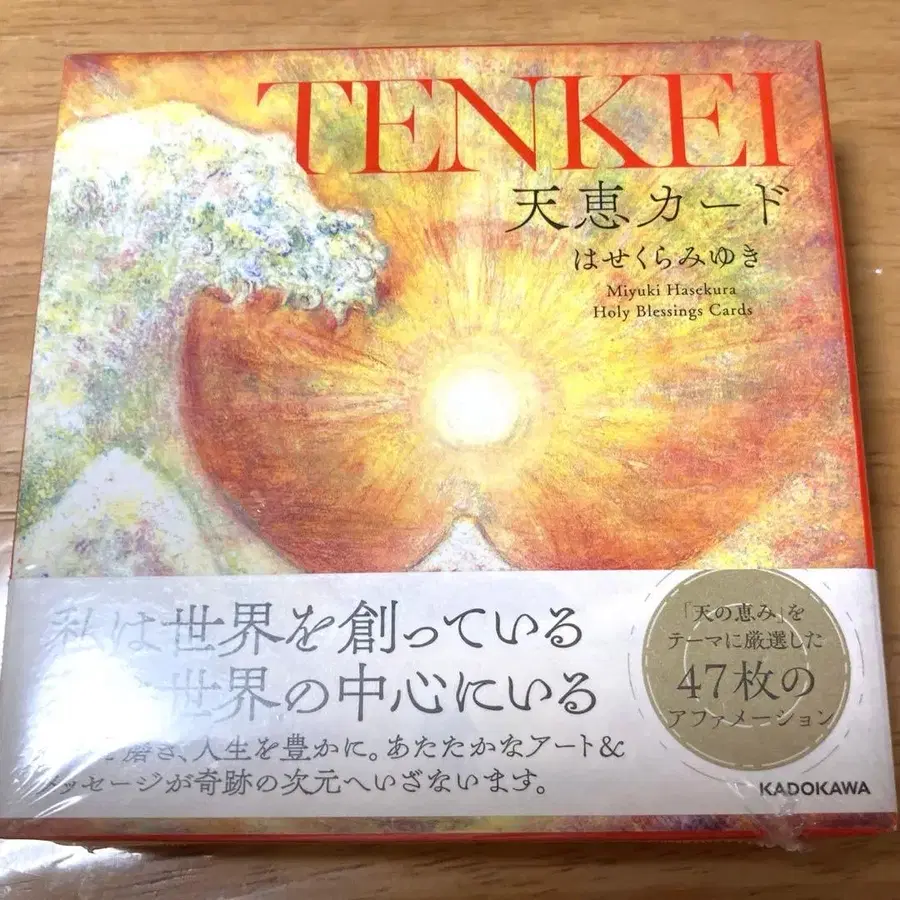 TENKEI
天恵カード
はせくらみゆき
Miyuki Hasekura
Holy Blessings Cards
私は世界を創っている
世界の中心にいる
磨き、人生を豊かに。あたたかなアート&
メッセージが奇跡の次元へいざないます。
「天の恵み」を
テーマに厳選した
47枚の
アファメーション
KADOKAWA